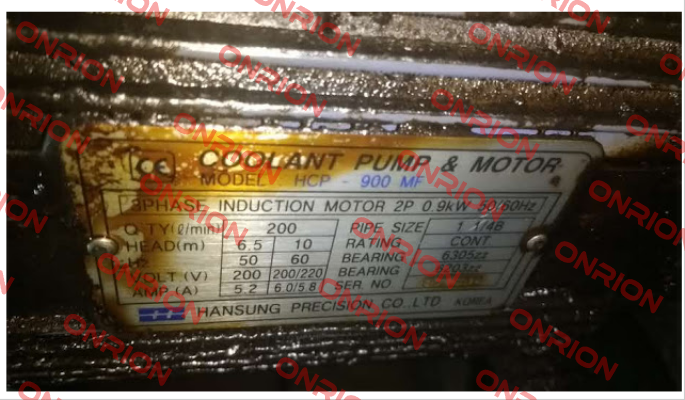 CE COOLANT PUMP & MOTOR
MODEL HCP - 900 MF
3PHASE INDUCTION MOTOR 2P 0.9kW 50/60Hz
Q'TY(ℓ/min) 200 PIPE SIZE 1 1/4B
HEAD(m) 6.5 10 RATING CONT
Hz 50 60 BEARING 6305zz
VOLT (V) 200 200/220 BEARING
AMP (A) 5.2 6.0/5.8 SER. NO
HANSUNG PRECISION CO. LTD KOREA
ONRION